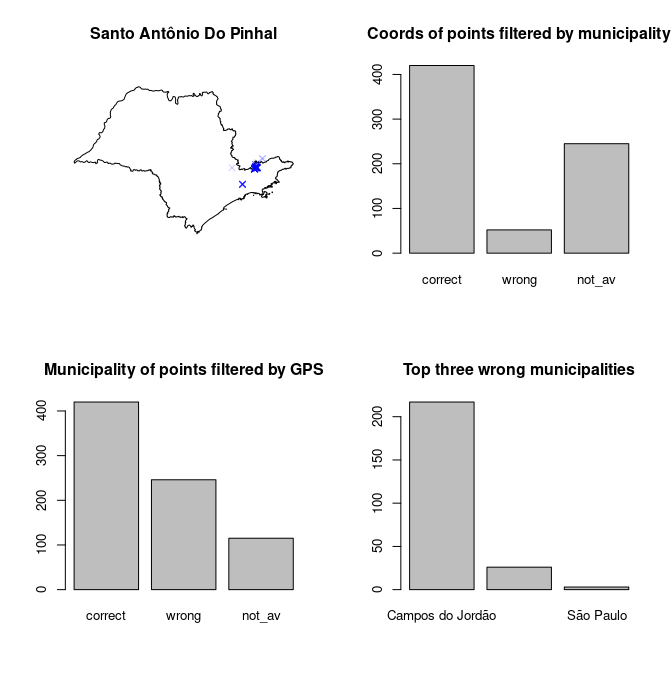 Santo Antônio Do Pinhal
Coords of points filtered by municipality
400
300
200
100
0
correct wrong not_av
Municipality of points filtered by GPS
400
300
200
100
0
correct wrong not_av
Top three wrong municipalities
200
150
100
50
0
Campos do Jordão São Paulo